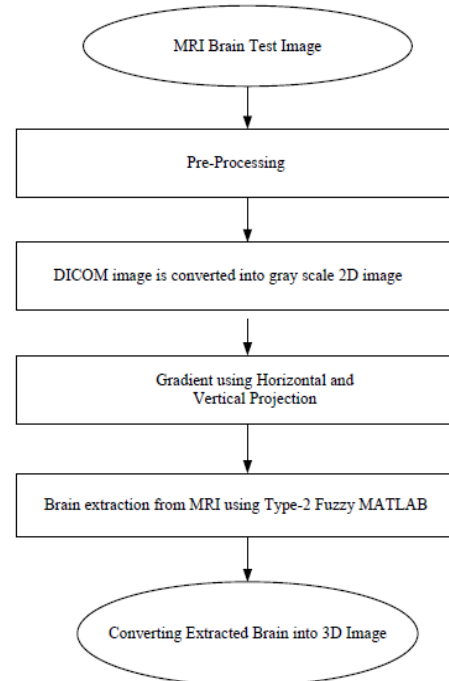 MRI Brain Test Image
Pre-Processing
DICOM image is converted into gray scale 2D image
Gradient using Horizontal and
Vertical Projection
Brain extraction from MRI using Type-2 Fuzzy MATLAB
Converting Extracted Brain into 3D Image